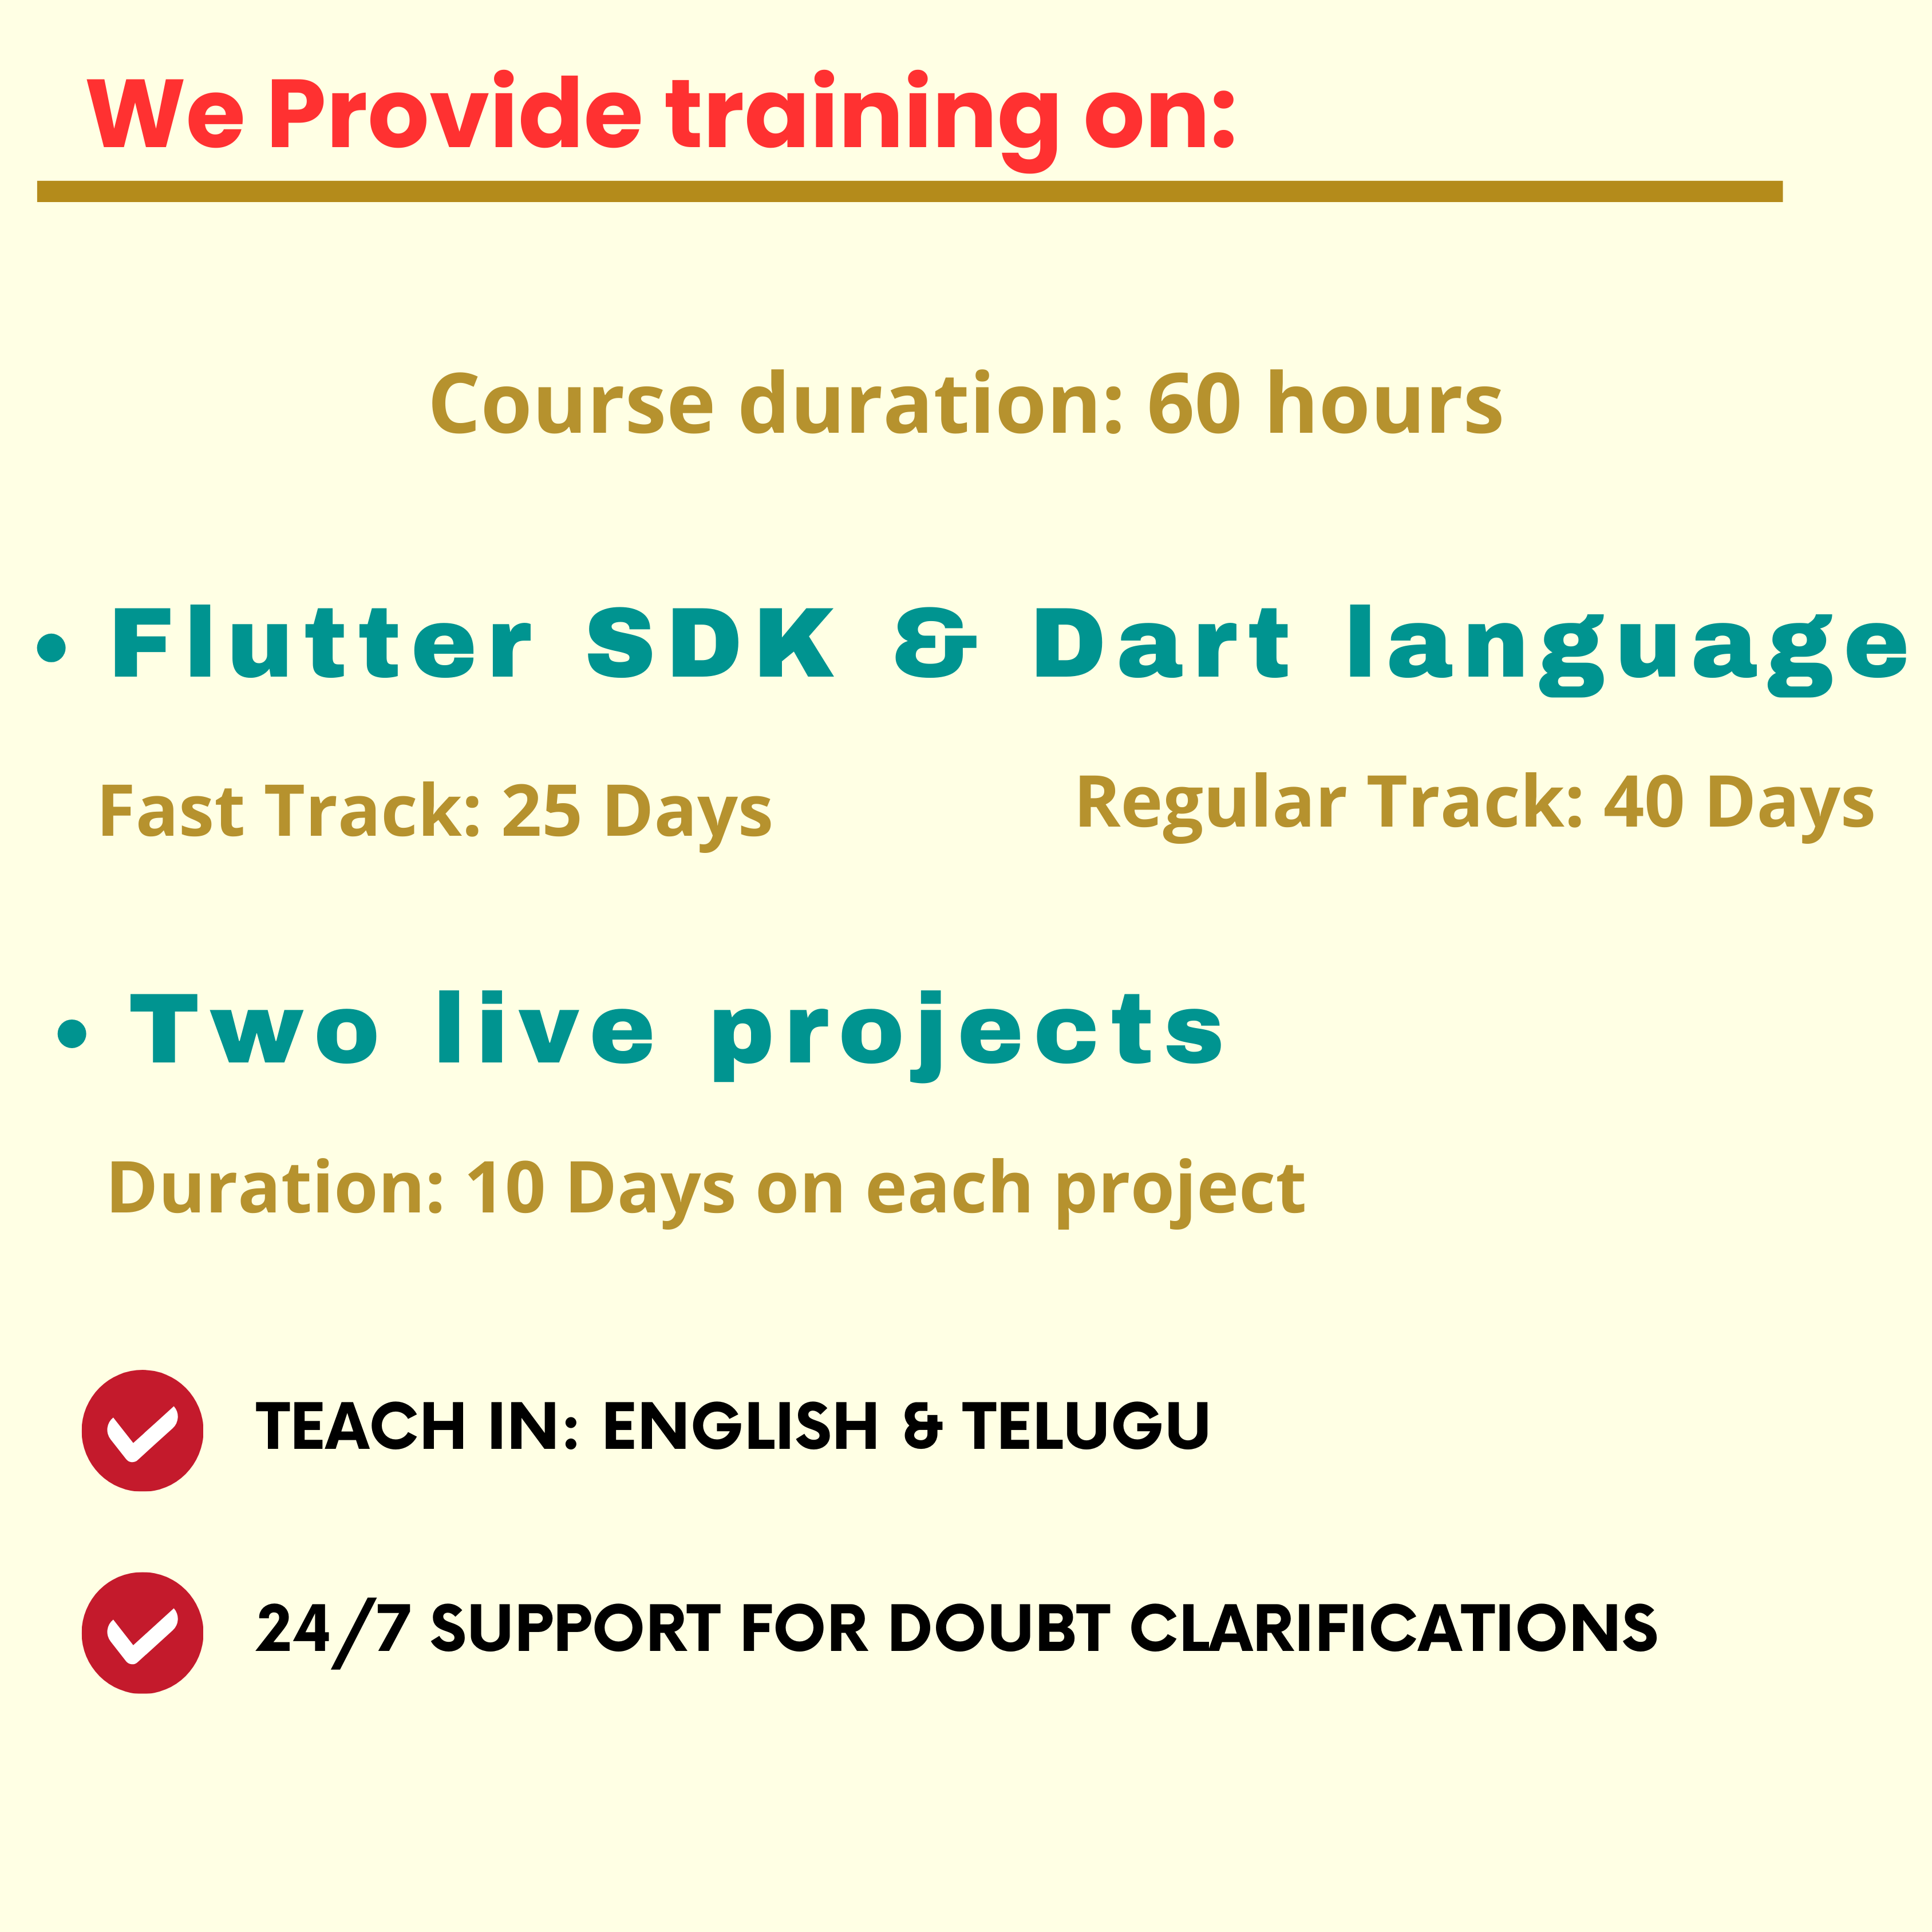 We Provide training on:
Course duration: 60 hours
• Flutter SDK & Dart language
Fast Track: 25 Days
Regular Track: 40 Days
• Two live projects
Duration: 10 Days on each project
TEACH IN: ENGLISH & TELUGU
24/7 SUPPORT FOR DOUBT CLARIFICATIONS